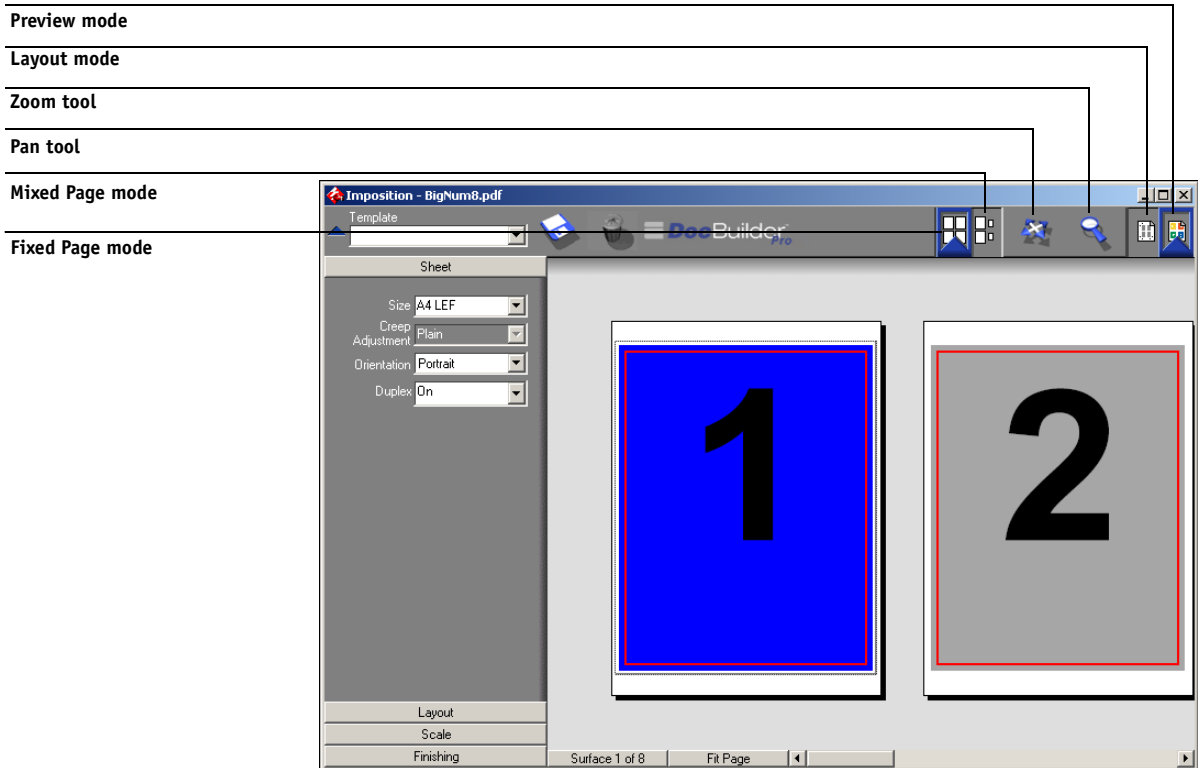 Preview mode
Layout mode
Zoom tool
Pan tool
Mixed Page mode
Fixed Page mode
Imposition - BigNum8.pdf
Template
DocBuilder Pro
Sheet
Size A4 LEF
Creep
Adjustment Plain
Orientation Portrait
Duplex On
1
2
Layout
Scale
Finishing
Surface 1 of 8
Fit Page